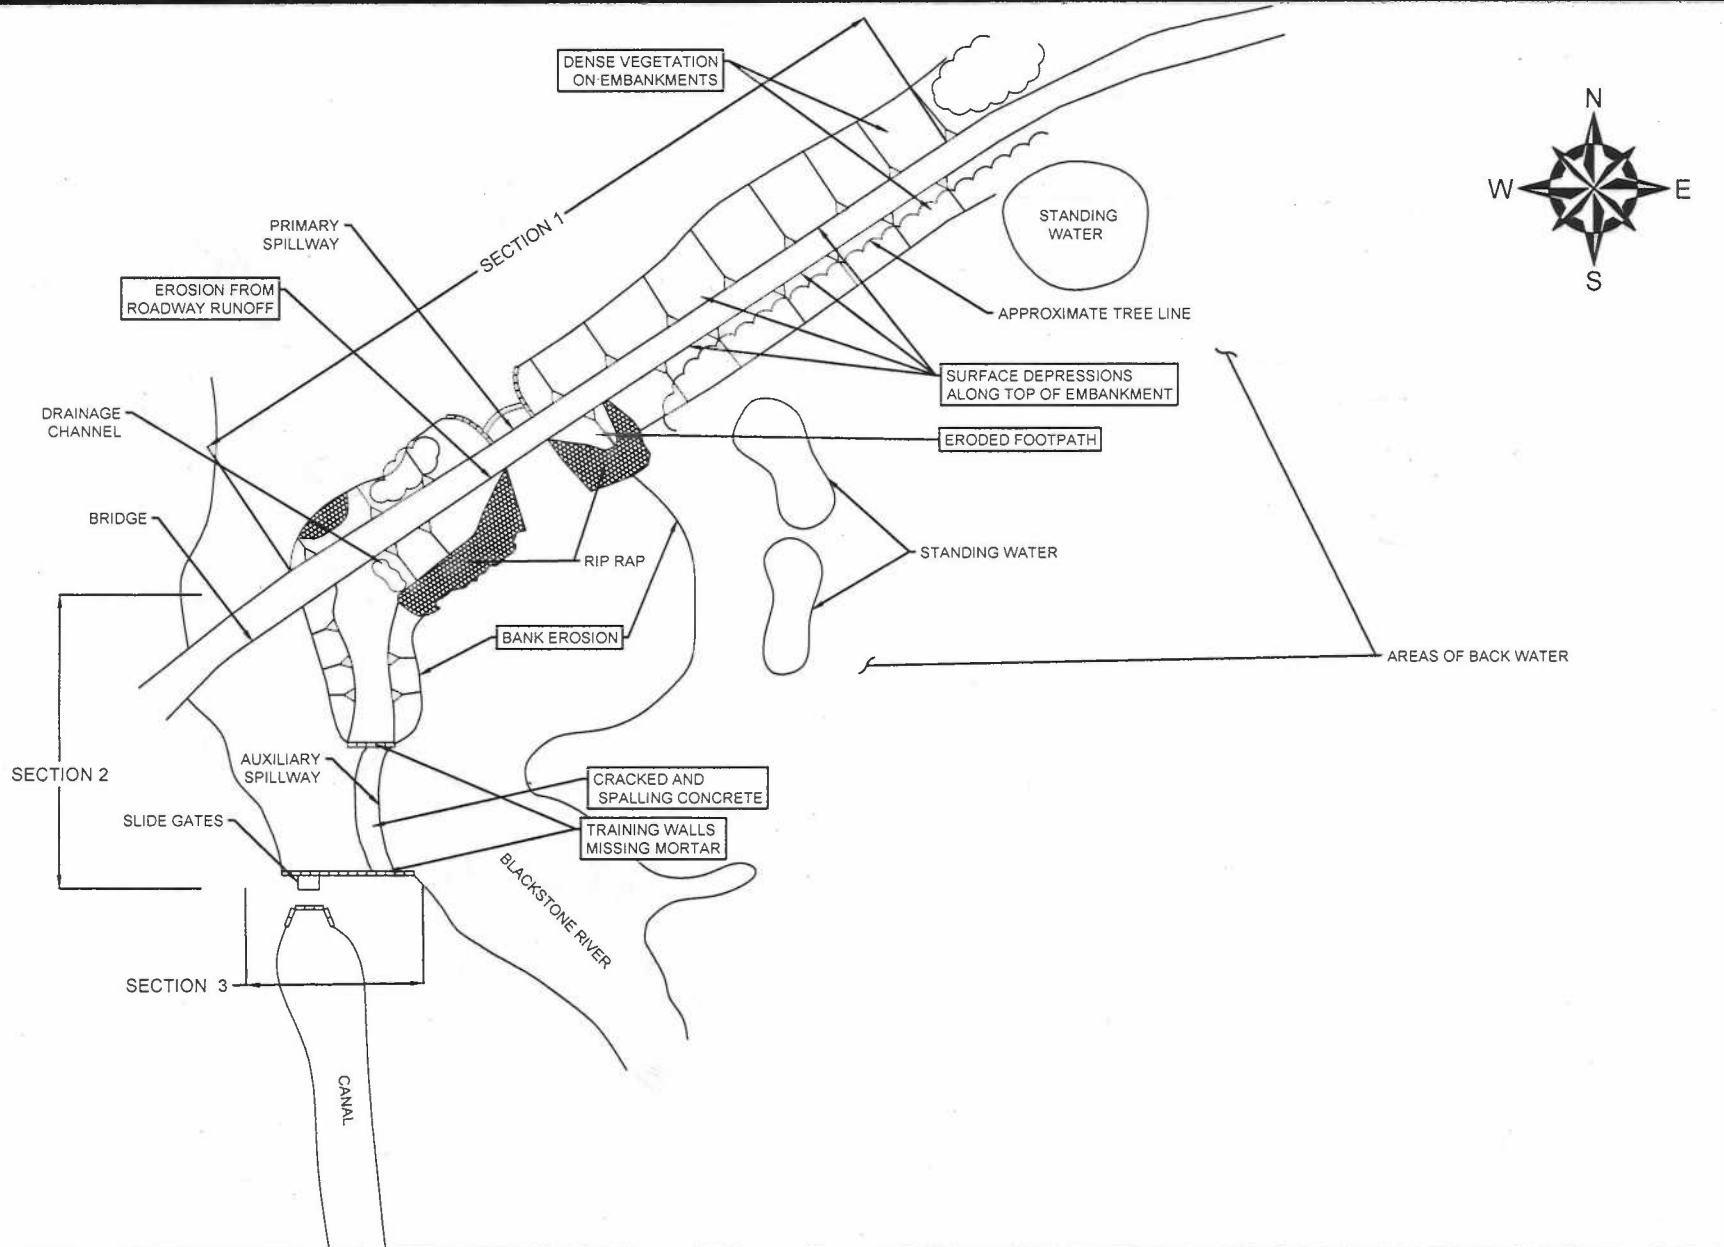 DENSE VEGETATION
ON EMBANKMENTS
N
W
E
S
STANDING
WATER
PRIMARY
SPILLWAY
SECTION 1
EROSION FROM
ROADWAY RUNOFF
APPROXIMATE TREE LINE
SURFACE DEPRESSIONS
ALONG TOP OF EMBANKMENT
DRAINAGE
CHANNEL
ERODED FOOTPATH
BRIDGE
RIP RAP
STANDING WATER
BANK EROSION
AREAS OF BACK WATER
SECTION 2
AUXILIARY
SPILLWAY
CRACKED AND
SPALLING CONCRETE
SLIDE GATES
TRAINING WALLS
MISSING MORTAR
BLACKSTONE RIVER
SECTION 3
CANAL